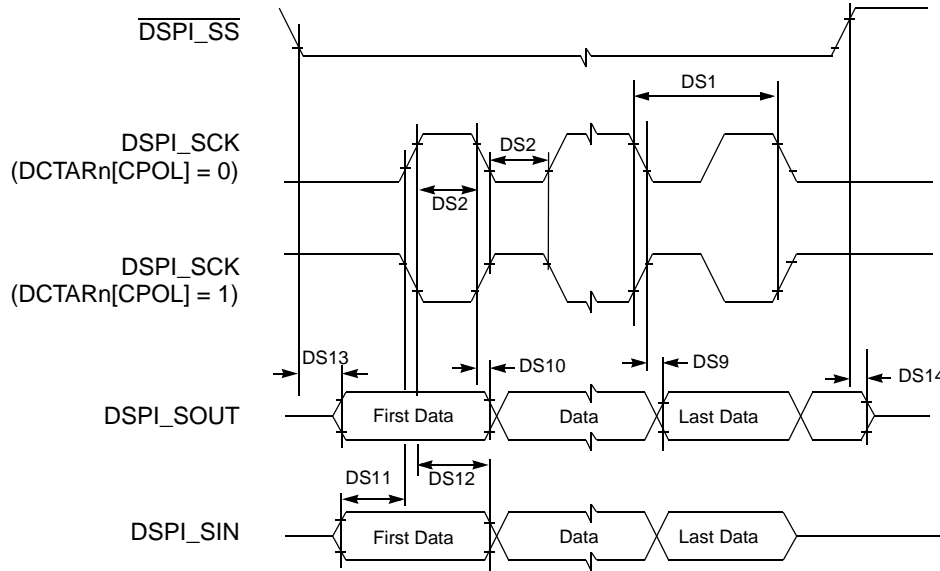 DSPI_SS
DS1
DSPI_SCK
(DCTARn[CPOL] = 0)
DS2
DS2
DSPI_SCK
(DCTARn[CPOL] = 1)
DS13
DS10
DS9
DS14
DSPI_SOUT
First Data
Data
Last Data
DS11
DS12
DSPI_SIN
First Data
Data
Last Data